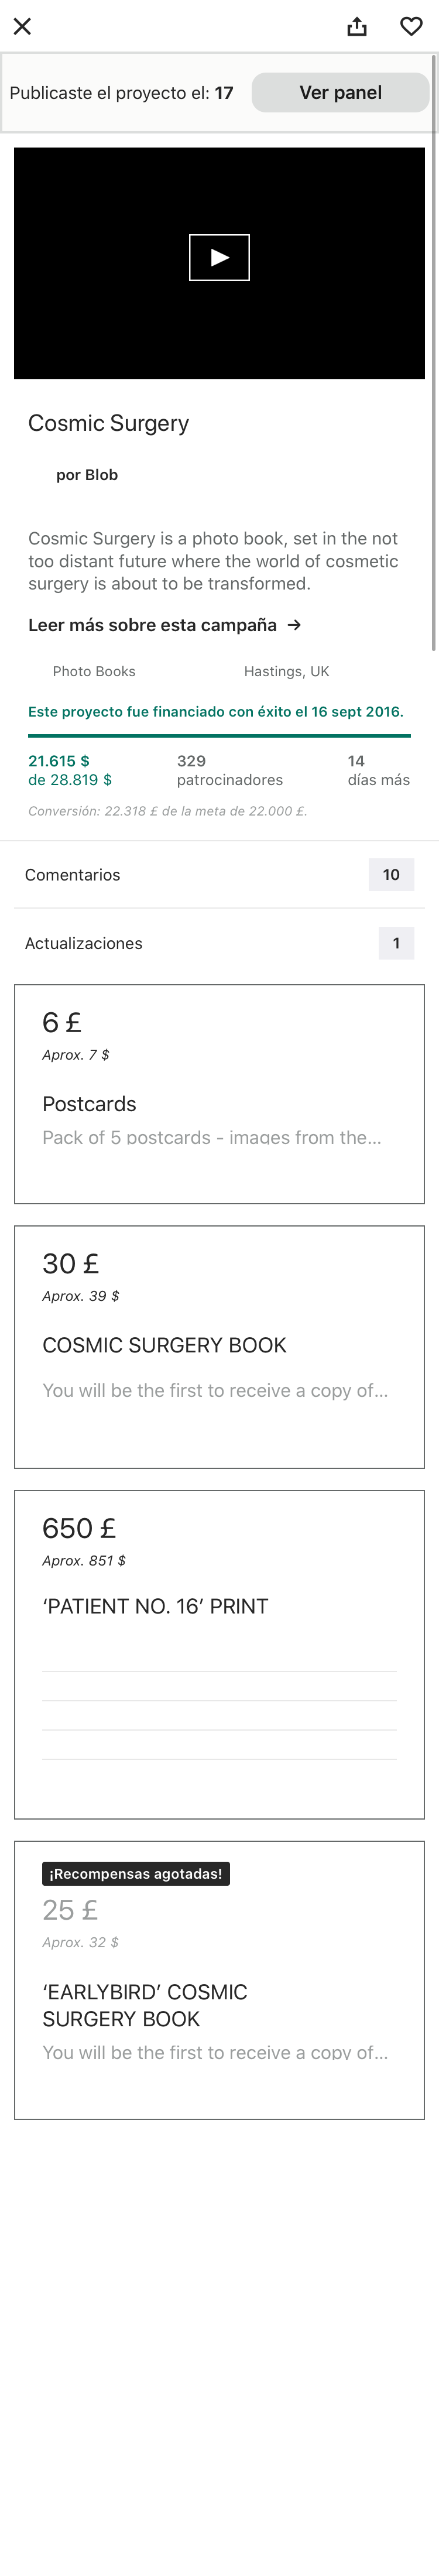 Publicaste el proyecto el: 17
Ver panel
Cosmic Surgery
por Blob
Cosmic Surgery is a photo book, set in the not
too distant future where the world of cosmetic
surgery is about to be transformed.
Leer más sobre esta campaña →
Photo Books
Hastings, UK
Este proyecto fue financiado con éxito el 16 sept 2016.
21.615 $
de 28.819 $
329
patrocinadores
14
días más
Conversión: 22.318 £ de la meta de 22.000 £.
Comentarios
10
Actualizaciones
1
6 £
Aprox. 7 $
Postcards
Pack of 5 postcards - images from the...
30 £
Aprox. 39 $
COSMIC SURGERY BOOK
You will be the first to receive a copy of...
650 £
Aprox. 851 $
‘PATIENT NO. 16’ PRINT
¡Recompensas agotadas!
25 £
Aprox. 32 $
‘EARLYBIRD’ COSMIC
SURGERY BOOK
You will be the first to receive a copy of...